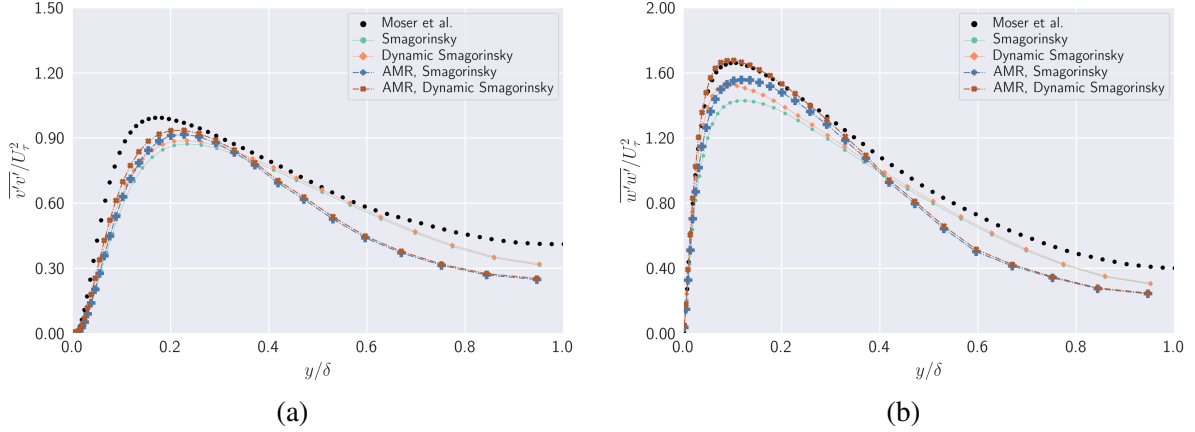 1.50
1.20
0.90
0.60
0.30
0.00
v′v′/U²τ
Moser et al.
Smagorinsky
Dynamic Smagorinsky
AMR, Smagorinsky
AMR, Dynamic Smagorinsky
0.0 0.2 0.4 0.6 0.8 1.0
y/δ
(a)
2.00
1.60
1.20
0.80
0.40
0.00
w′w′/U²τ
Moser et al.
Smagorinsky
Dynamic Smagorinsky
AMR, Smagorinsky
AMR, Dynamic Smagorinsky
0.0 0.2 0.4 0.6 0.8 1.0
y/δ
(b)